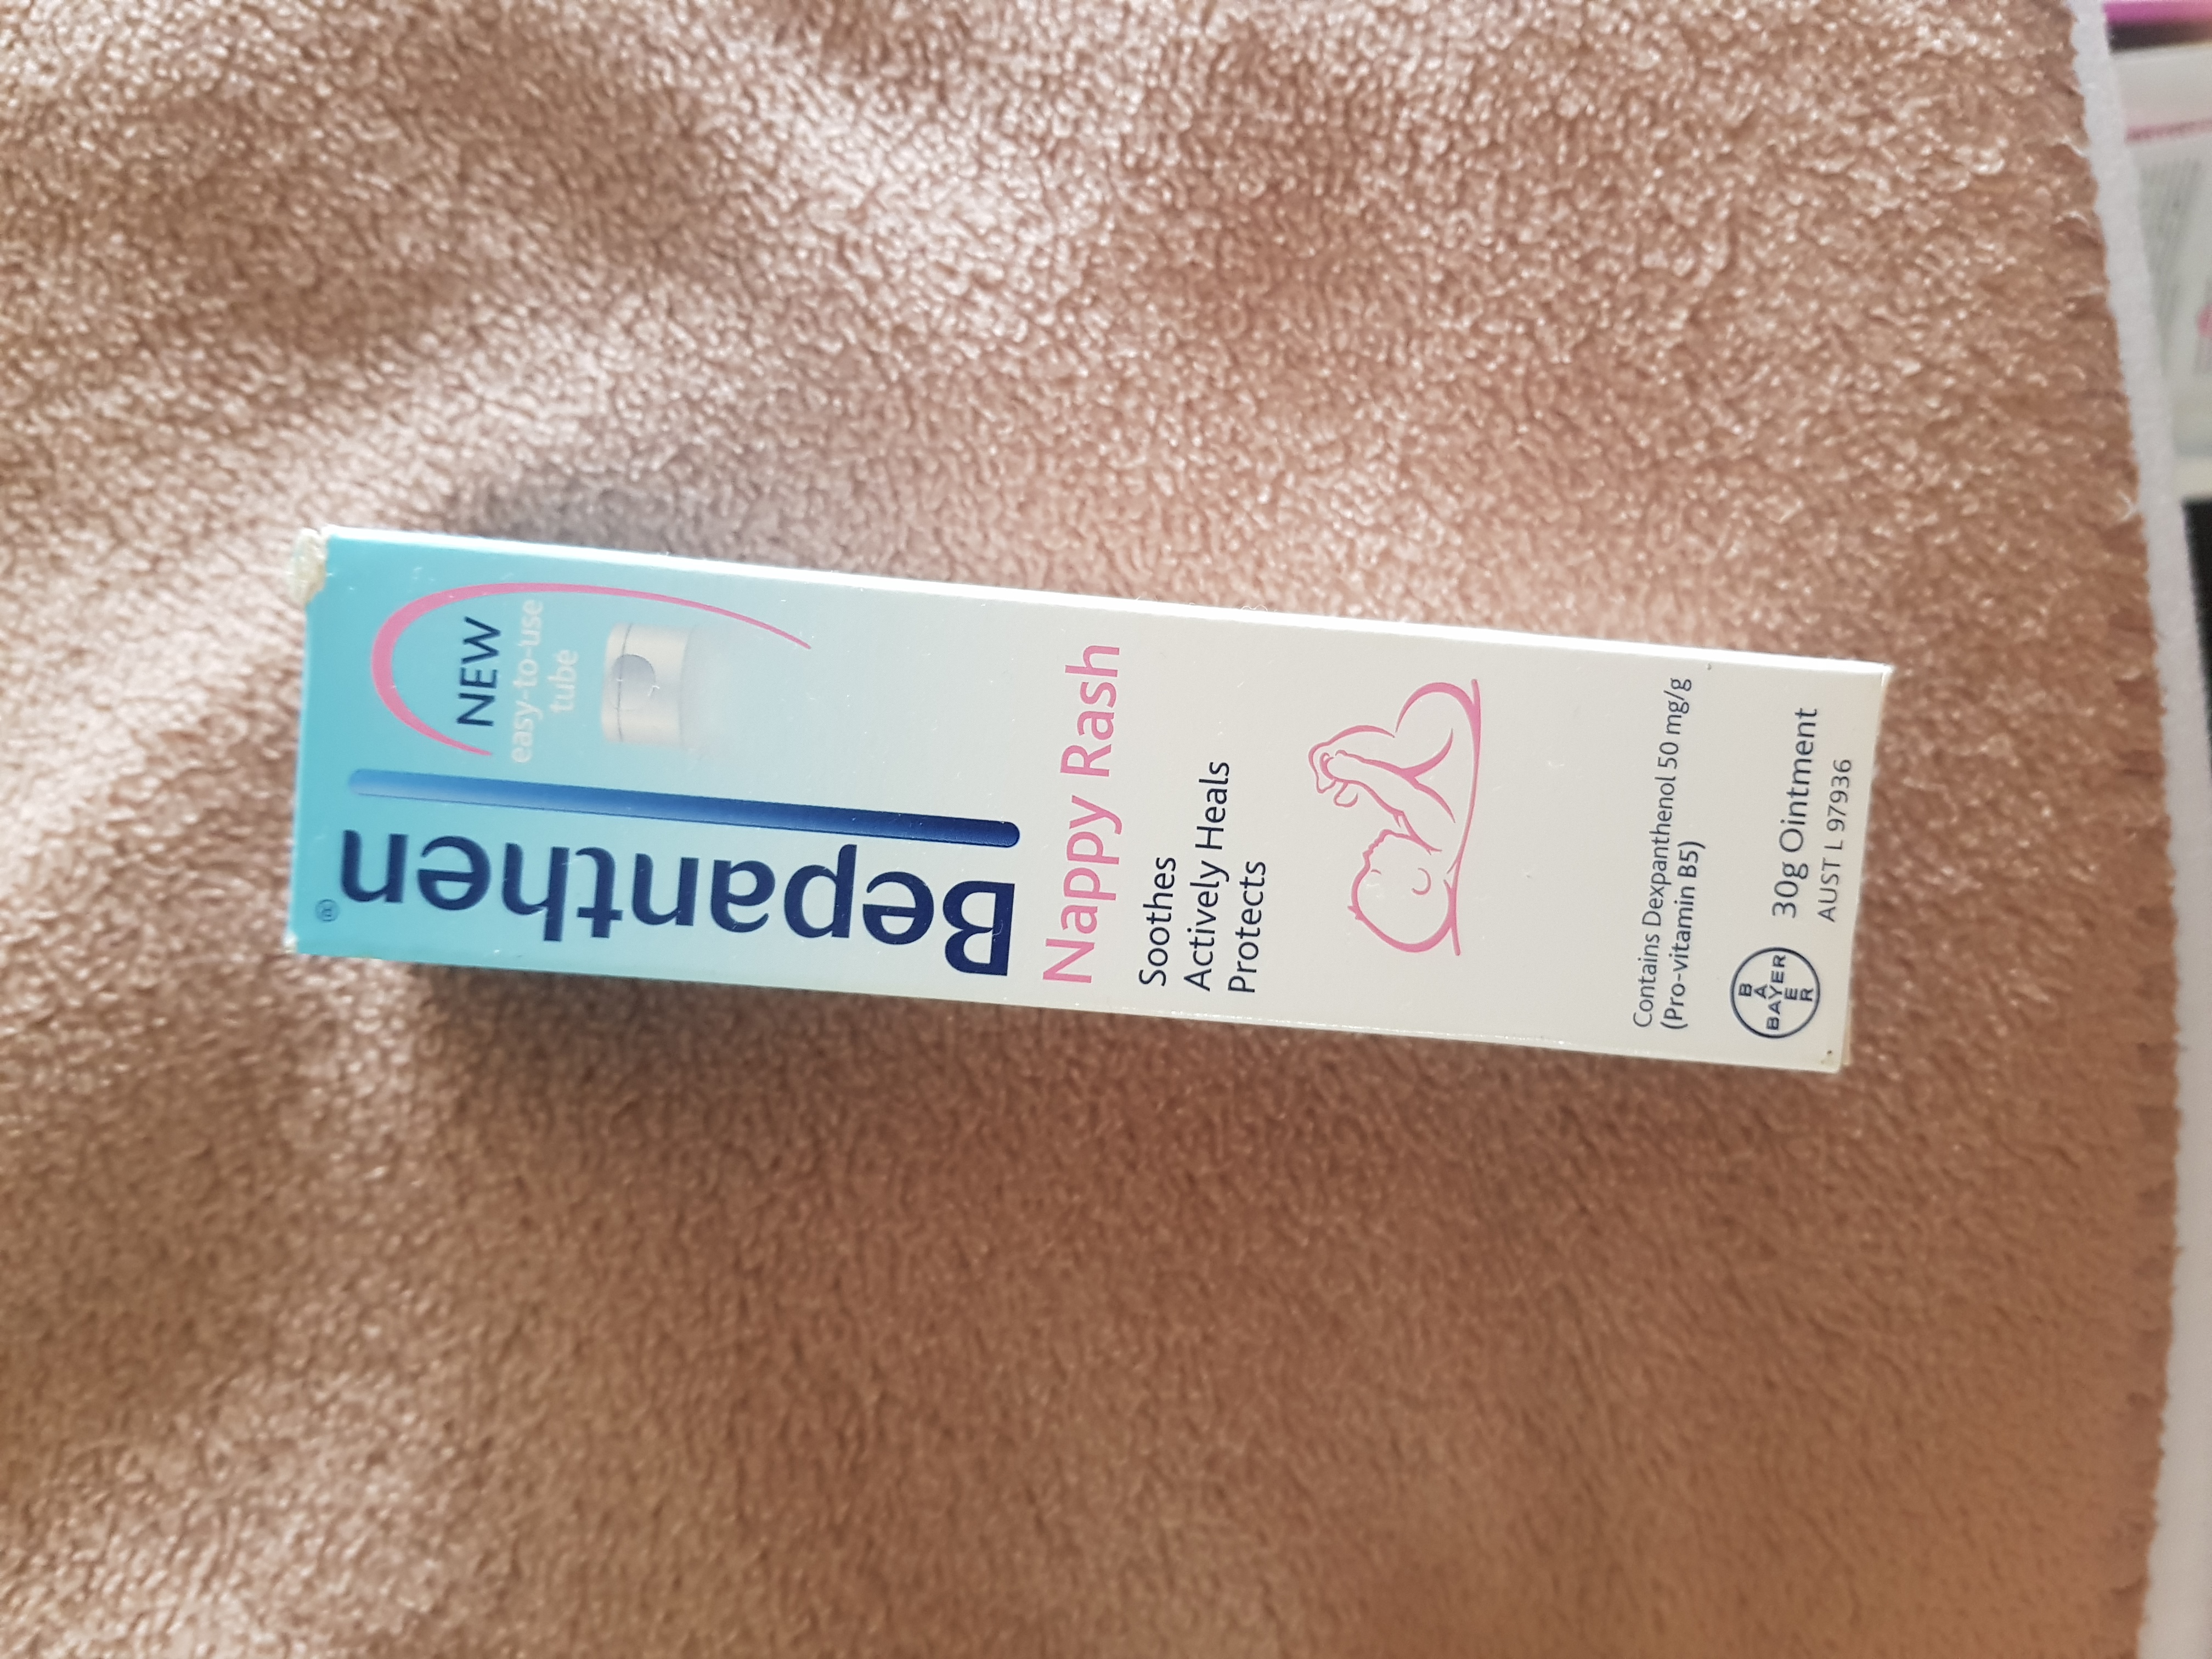 Bepanthen®
NEW
easy-to-use
tube
Nappy Rash
Soothes
Actively Heals
Protects
Contains Dexpanthenol 50 mg/g
(Pro-vitamin B5)
BAYER
BAYER
30g Ointment
AUST L 97936